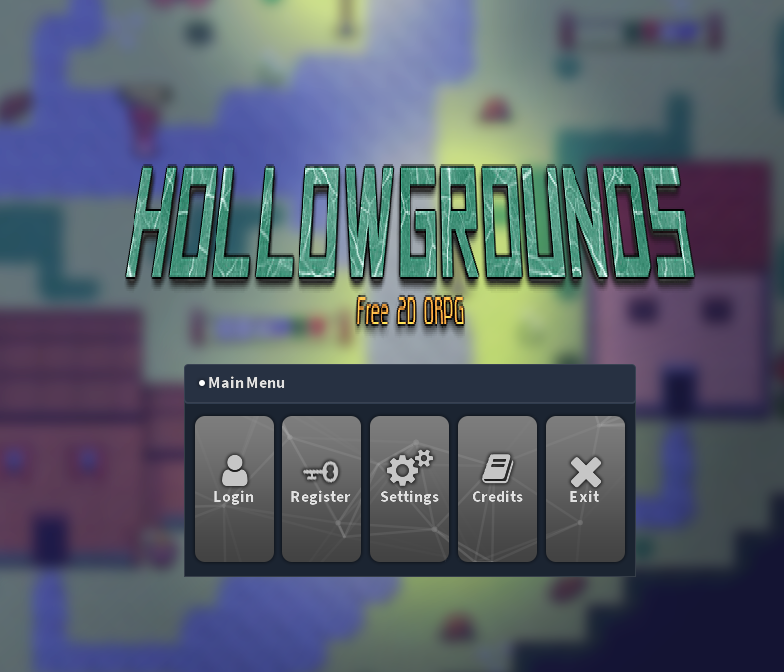 HOLLOWGROUNDS
Free 2D ORPG
•Main Menu
Login
Register
Settings
Credits
Exit